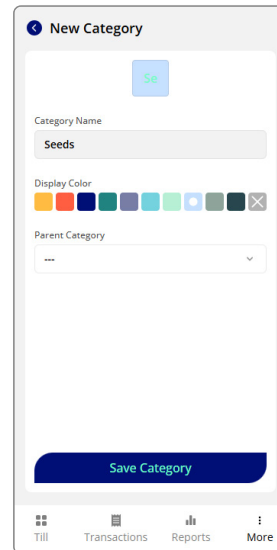 New Category
Se
Category Name
Seeds
Display Color
Parent Category
---
Save Category
Till Transactions Reports More